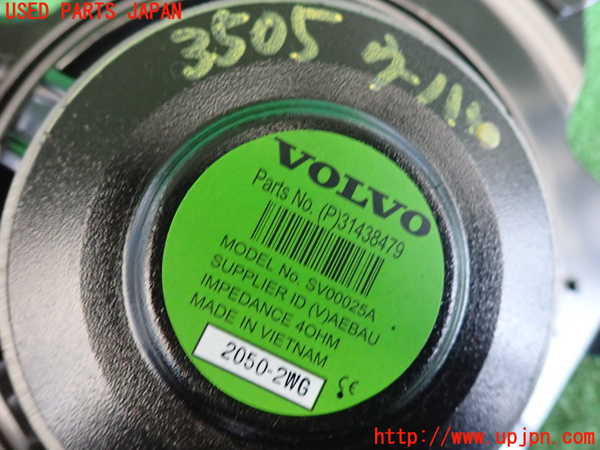 USED PARTS JAPAN
3505
VOLVO
Parts No. (P)31438479
MODEL No. SV00025A
SUPPLIER ID (V)AEBAU
IMPEDANCE 4OHM
MADE IN VIETNAM
2050-2WG
http://www.upjpn.com/